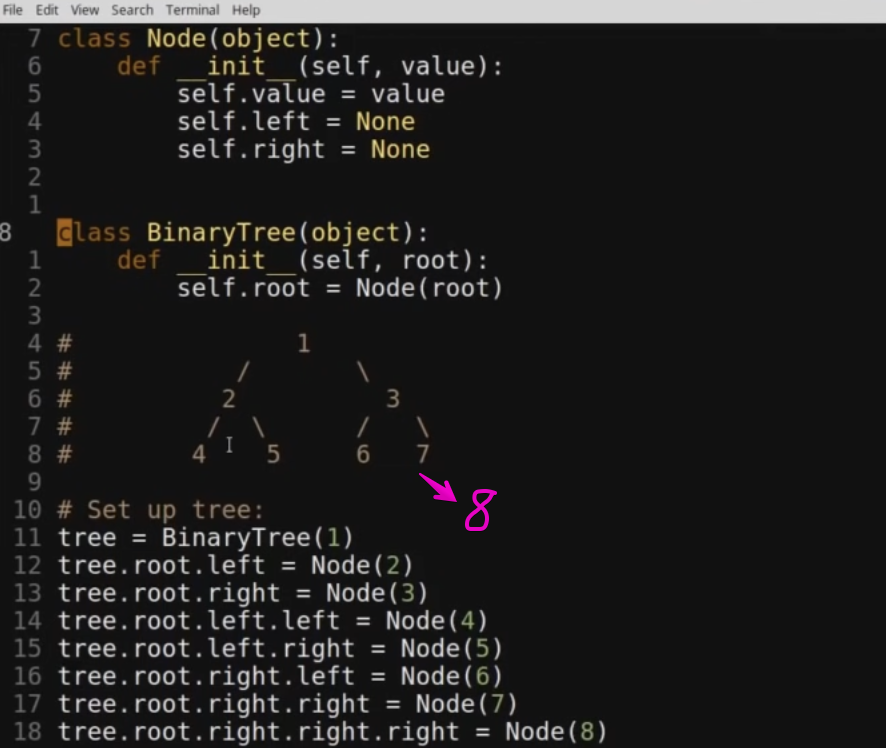 File Edit View Search Terminal Help
7 class Node(object):
6     def __init__(self, value):
5         self.value = value
4         self.left = None
3         self.right = None
2
1
8 class BinaryTree(object):
1     def __init__(self, root):
2         self.root = Node(root)
3
4 #                1
5 #            /        \
6 #           2           3
7 #          /  \       /   \
8 #         4    5     6     7
9
8
10 # Set up tree:
11 tree = BinaryTree(1)
12 tree.root.left = Node(2)
13 tree.root.right = Node(3)
14 tree.root.left.left = Node(4)
15 tree.root.left.right = Node(5)
16 tree.root.right.left = Node(6)
17 tree.root.right.right = Node(7)
18 tree.root.right.right.right = Node(8)